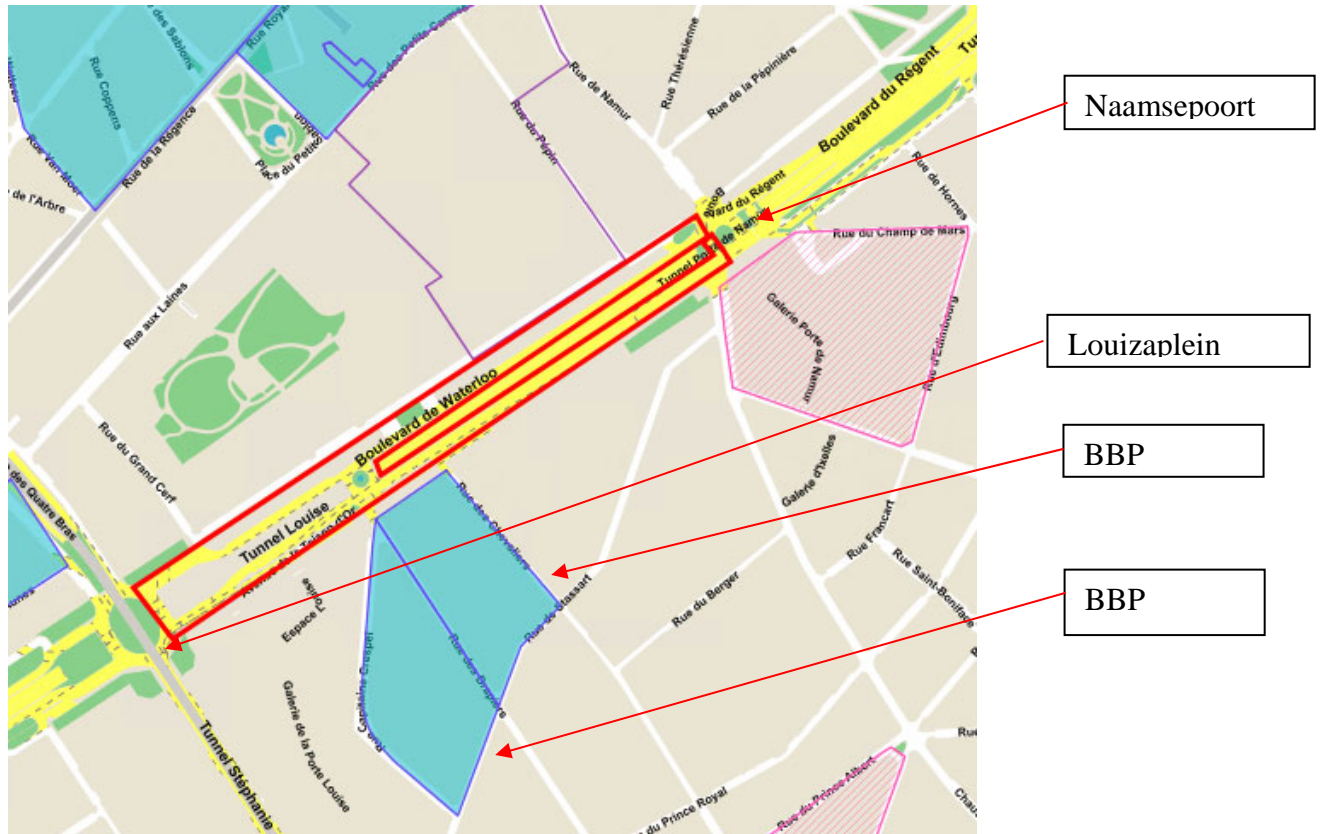 Rue des Sablons
Rue Royale
Rue des Petits Carmes
Rue Coppens
Rue de la Régence
Place du Petit Sablon
Rue Van Moer
de l'Arbre
Rue de Namur
Rue Thérésienne
Rue de la Pépinière
Boulevard du Régent
Tun
Rue du Pépin
Boulevard du Régent
Rue de Hornes
Tunnel Porte de Namur
Rue du Champ de Mars
Rue aux Laines
Galerie Porte de Namur
Rue d'Edimbourg
Boulevard de Waterloo
Rue du Grand Cerf
des Quatre Bras
Tunnel Louise
Avenue de la Toison d'Or
Galerie d'Ixelles
Rue Francart
Rue Saint-Boniface
Rue des Chevaliers
Rue de Stassart
Rue du Berger
Espace Louise
Rue des Drapiers
Rue Capitaine Crespel
Galerie de la Porte Louise
Tunnel Stéphanie
du Prince Royal
Rue du Prince Albert
Chau
Naamsepoort
Louizaplein
BBP
BBP